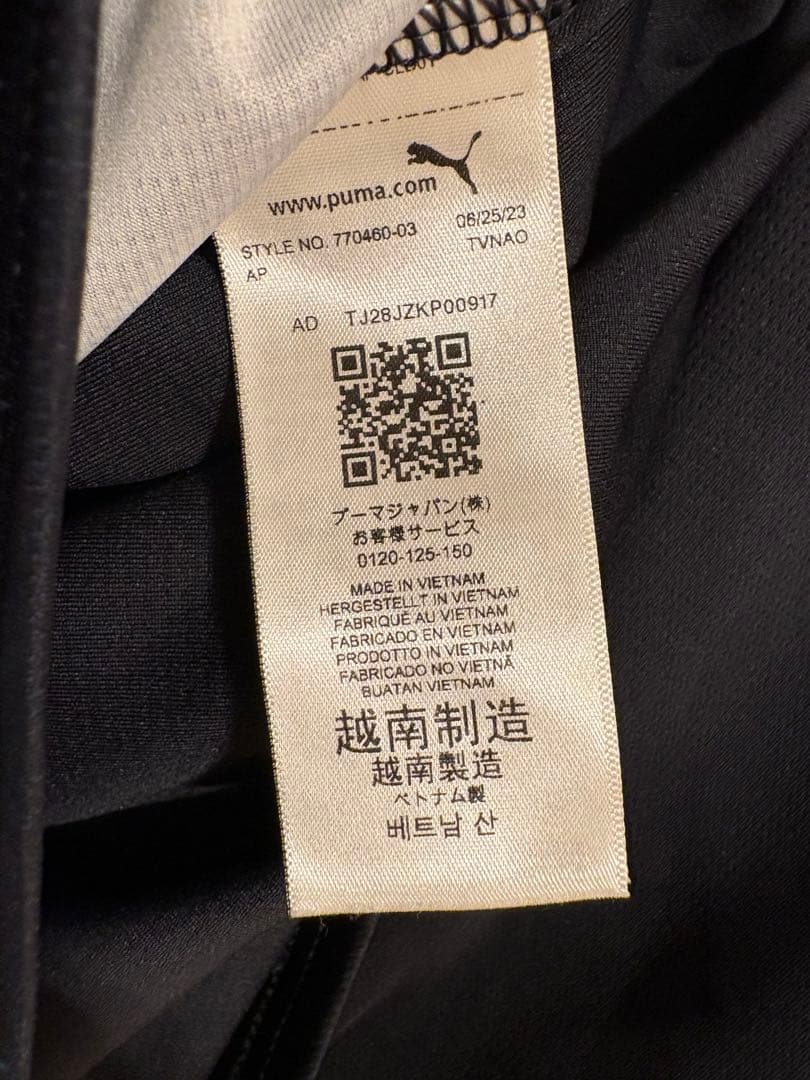 www.puma.com
STYLE NO. 770460-03 06/25/23
AP TVNAO
AD TJ28JZKP00917
プーマジャパン(株)
お客様サービス
0120-125-150
MADE IN VIETNAM
HERGESTELLT IN VIETNAM
FABRIQUÉ AU VIETNAM
FABRICADO EN VIETNAM
PRODOTTO IN VIETNAM
FABRICADO NO VIETNÃ
BUATAN VIETNAM
越南制造
越南製造
ベトナム製
베트남 산